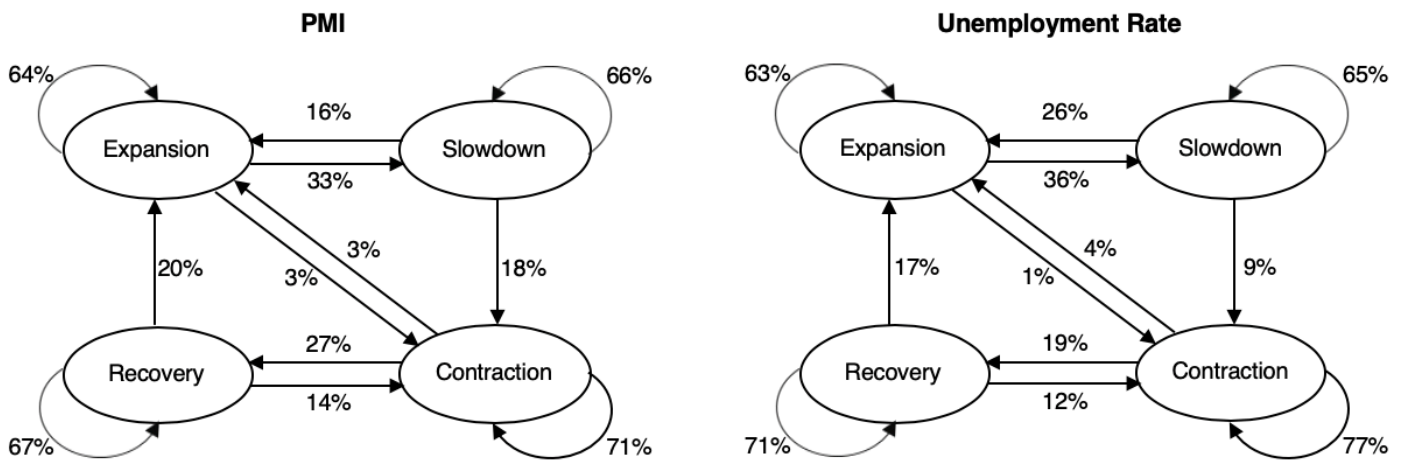 PMI
64%
66%
16%
Expansion
Slowdown
33%
3%
20%
3%
18%
27%
Recovery
Contraction
14%
67%
71%
Unemployment Rate
63%
65%
26%
Expansion
Slowdown
36%
4%
17%
1%
9%
19%
Recovery
Contraction
12%
71%
77%